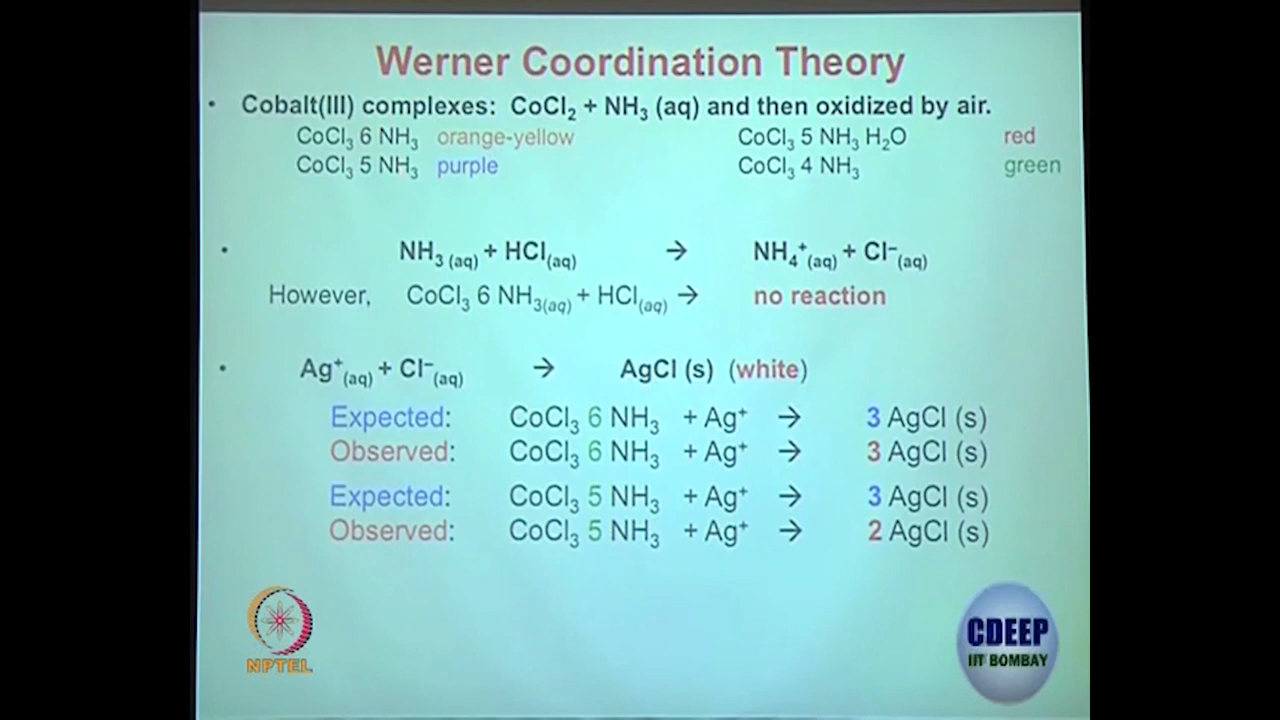 Werner Coordination Theory
• Cobalt(III) complexes: CoCl₂ + NH₃ (aq) and then oxidized by air.
CoCl₃ 6 NH₃ orange-yellow CoCl₃ 5 NH₃ H₂O red
CoCl₃ 5 NH₃ purple CoCl₃ 4 NH₃ green
• NH₃ (aq) + HCl(aq) → NH₄⁺(aq) + Cl⁻(aq)
However, CoCl₃ 6 NH₃(aq) + HCl(aq) → no reaction
• Ag⁺(aq) + Cl⁻(aq) → AgCl (s) (white)
Expected: CoCl₃ 6 NH₃ + Ag⁺ → 3 AgCl (s)
Observed: CoCl₃ 6 NH₃ + Ag⁺ → 3 AgCl (s)
Expected: CoCl₃ 5 NH₃ + Ag⁺ → 3 AgCl (s)
Observed: CoCl₃ 5 NH₃ + Ag⁺ → 2 AgCl (s)
NPTEL
CDEEP
IIT BOMBAY